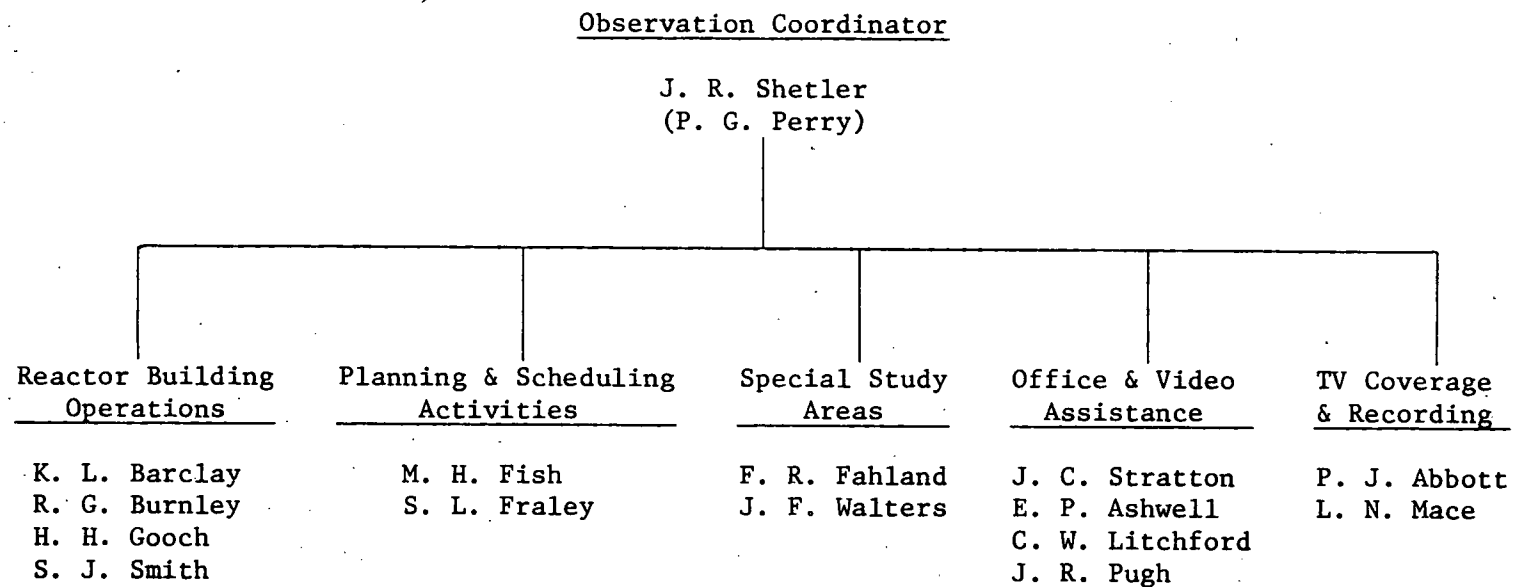 Observation Coordinator
J. R. Shetler
(P. G. Perry)
Reactor Building
Operations
K. L. Barclay
R. G. Burnley
H. H. Gooch
S. J. Smith
Planning & Scheduling
Activities
M. H. Fish
S. L. Fraley
Special Study
Areas
F. R. Fahland
J. F. Walters
Office & Video
Assistance
J. C. Stratton
E. P. Ashwell
C. W. Litchford
J. R. Pugh
TV Coverage
& Recording
P. J. Abbott
L. N. Mace